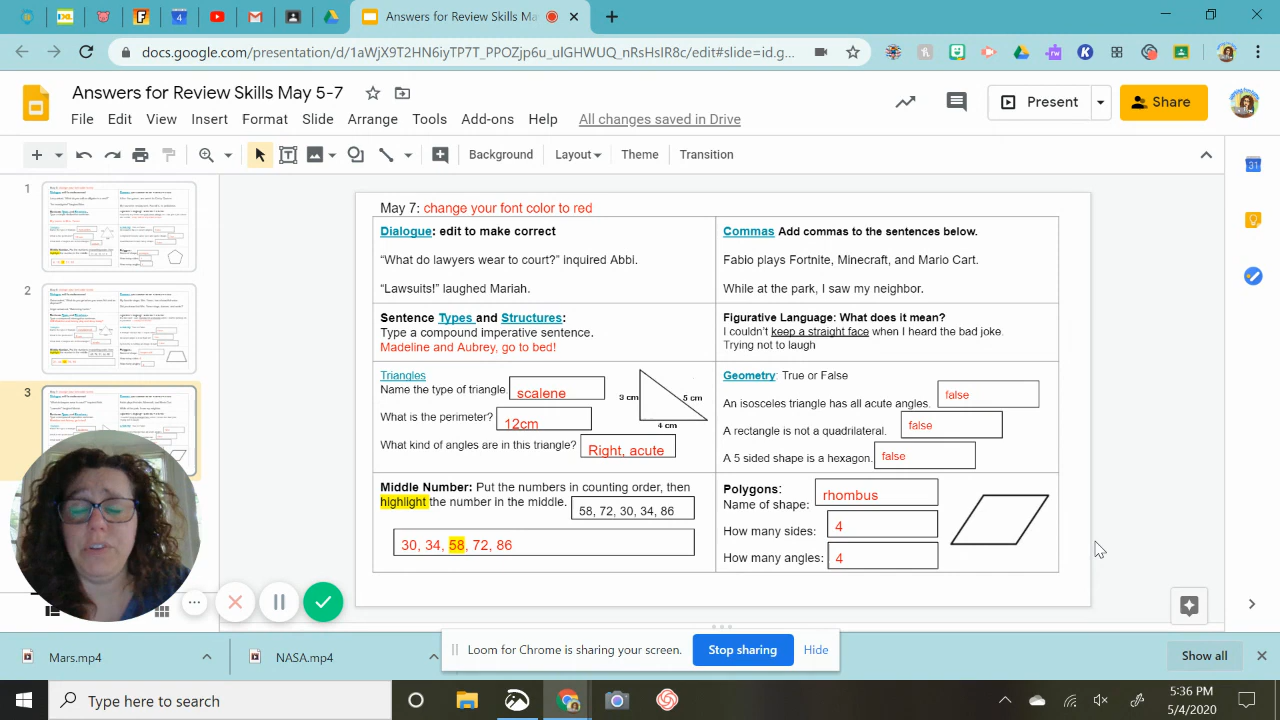 Answers for Review Skills Ma
docs.google.com/presentation/d/1aWjX9T2HN6iyTP7T_PPOZjp6u_ulGHWUQ_nRsHsIR8c/edit#slide=id.g...
Answers for Review Skills May 5-7
Present
Share
File Edit View Insert Format Slide Arrange Tools Add-ons Help All changes saved in Drive
Background Layout Theme Transition
1
2
3
May 7: change your font color to red
Dialogue: edit to make correct
"What do lawyers wear to court?" inquired Abbi.
"Lawsuits!" laughed Mariah.
Commas Add commas to the sentences below.
Fabio plays Fortnite, Minecraft, and Mario Cart.
While at the park, I saw my neighbor.
Sentence Types and Structures
Type a compound imperative sentence.
Madeline and Aubrey go to bed.
Figurative Language: What does it mean?
I couldn't keep a straight face when I heard the bad joke.
Trying not to laugh
Triangles
Name the type of triangle. scalene
What is the perimeter? 12cm
What kind of angles are in this triangle? Right, acute
3 cm
5 cm
4 cm
Geometry: True or False
An isosceles triangle has all acute angles. false
A rectangle is not a quadrilateral. false
A 5 sided shape is a hexagon. false
Middle Number: Put the numbers in counting order, then
highlight the number in the middle. 58, 72, 30, 34, 86
30, 34, 58, 72, 86
Polygons:
Name of shape: rhombus
How many sides: 4
How many angles: 4
Loom for Chrome is sharing your screen. Stop sharing Hide
Mars.mp4
NASA.mp4
Show all
Type here to search
5:36 PM
5/4/2020